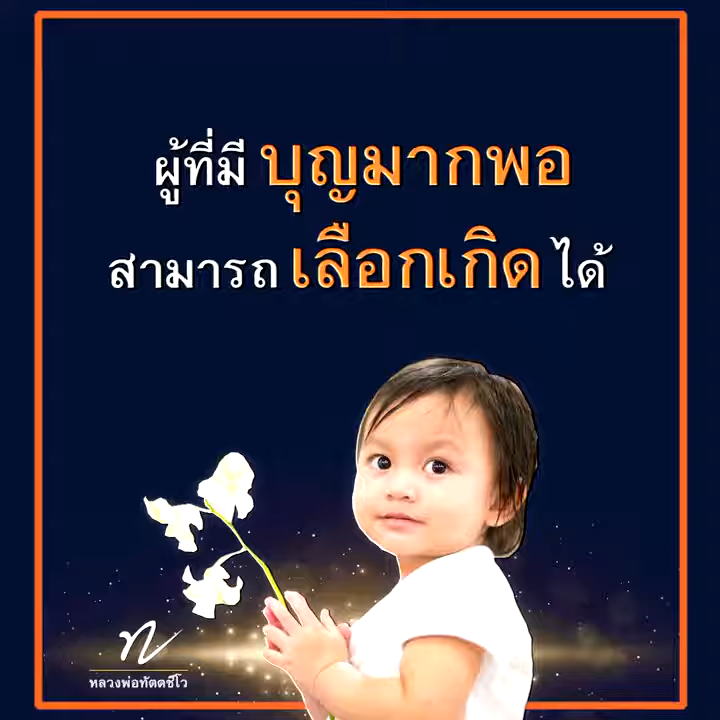 ผู้ที่มี บุญมากพอ
สามารถ เลือกเกิด ได้
ท
หลวงพ่อทัตตชีโว